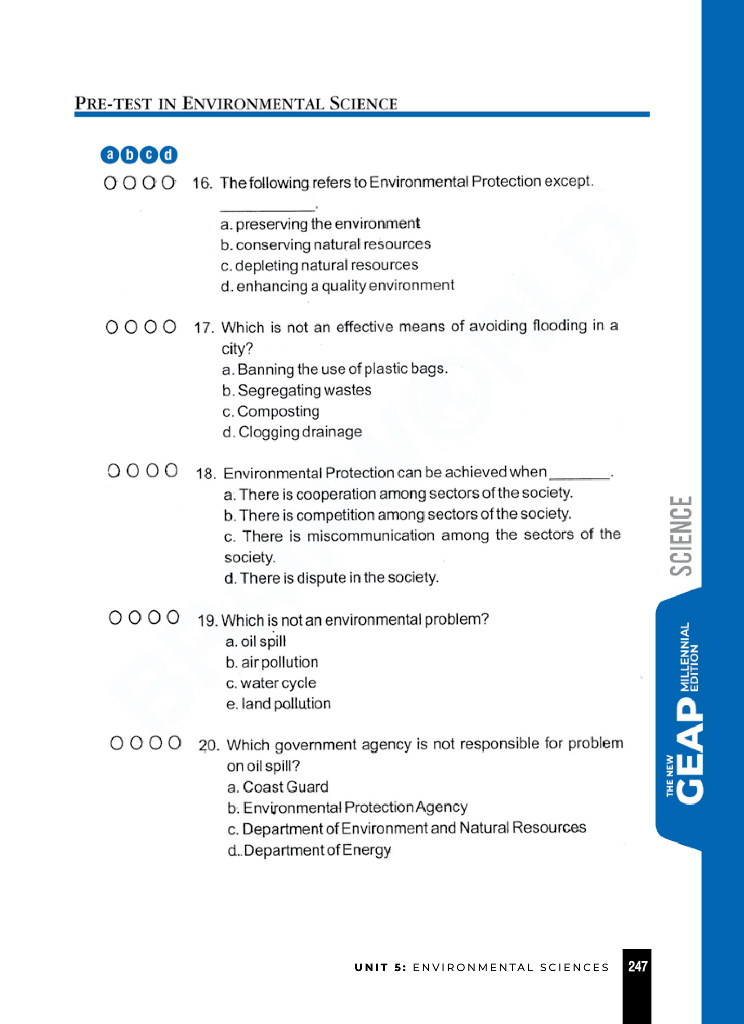 PRE-TEST IN ENVIRONMENTAL SCIENCE
a b c d
16. The following refers to Environmental Protection except.
____________.
a. preserving the environment
b. conserving natural resources
c. depleting natural resources
d. enhancing a quality environment
17. Which is not an effective means of avoiding flooding in a
city?
a. Banning the use of plastic bags.
b. Segregating wastes
c. Composting
d. Clogging drainage
18. Environmental Protection can be achieved when________.
a. There is cooperation among sectors of the society.
b. There is competition among sectors of the society.
c. There is miscommunication among the sectors of the
society.
d. There is dispute in the society.
19. Which is not an environmental problem?
a. oil spill
b. air pollution
c. water cycle
e. land pollution
20. Which government agency is not responsible for problem
on oil spill?
a. Coast Guard
b. Environmental Protection Agency
c. Department of Environment and Natural Resources
d. Department of Energy
SCIENCE
THE NEW
GEAP
MILLENNIAL
EDITION
UNIT 5: ENVIRONMENTAL SCIENCES
247